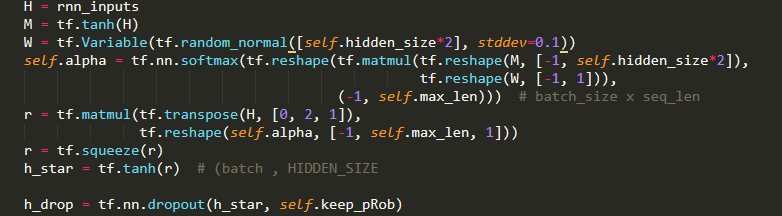 H = rnn_inputs
M = tf.tanh(H)
W = tf.Variable(tf.random_normal([self.hidden_size*2], stddev=0.1))
self.alpha = tf.nn.softmax(tf.reshape(tf.matmul(tf.reshape(M, [-1, self.hidden_size*2]),
tf.reshape(W, [-1, 1])),
(-1, self.max_len))) # batch_size x seq_len
r = tf.matmul(tf.transpose(H, [0, 2, 1]),
tf.reshape(self.alpha, [-1, self.max_len, 1]))
r = tf.squeeze(r)
h_star = tf.tanh(r) # (batch , HIDDEN_SIZE
h_drop = tf.nn.dropout(h_star, self.keep_pRob)